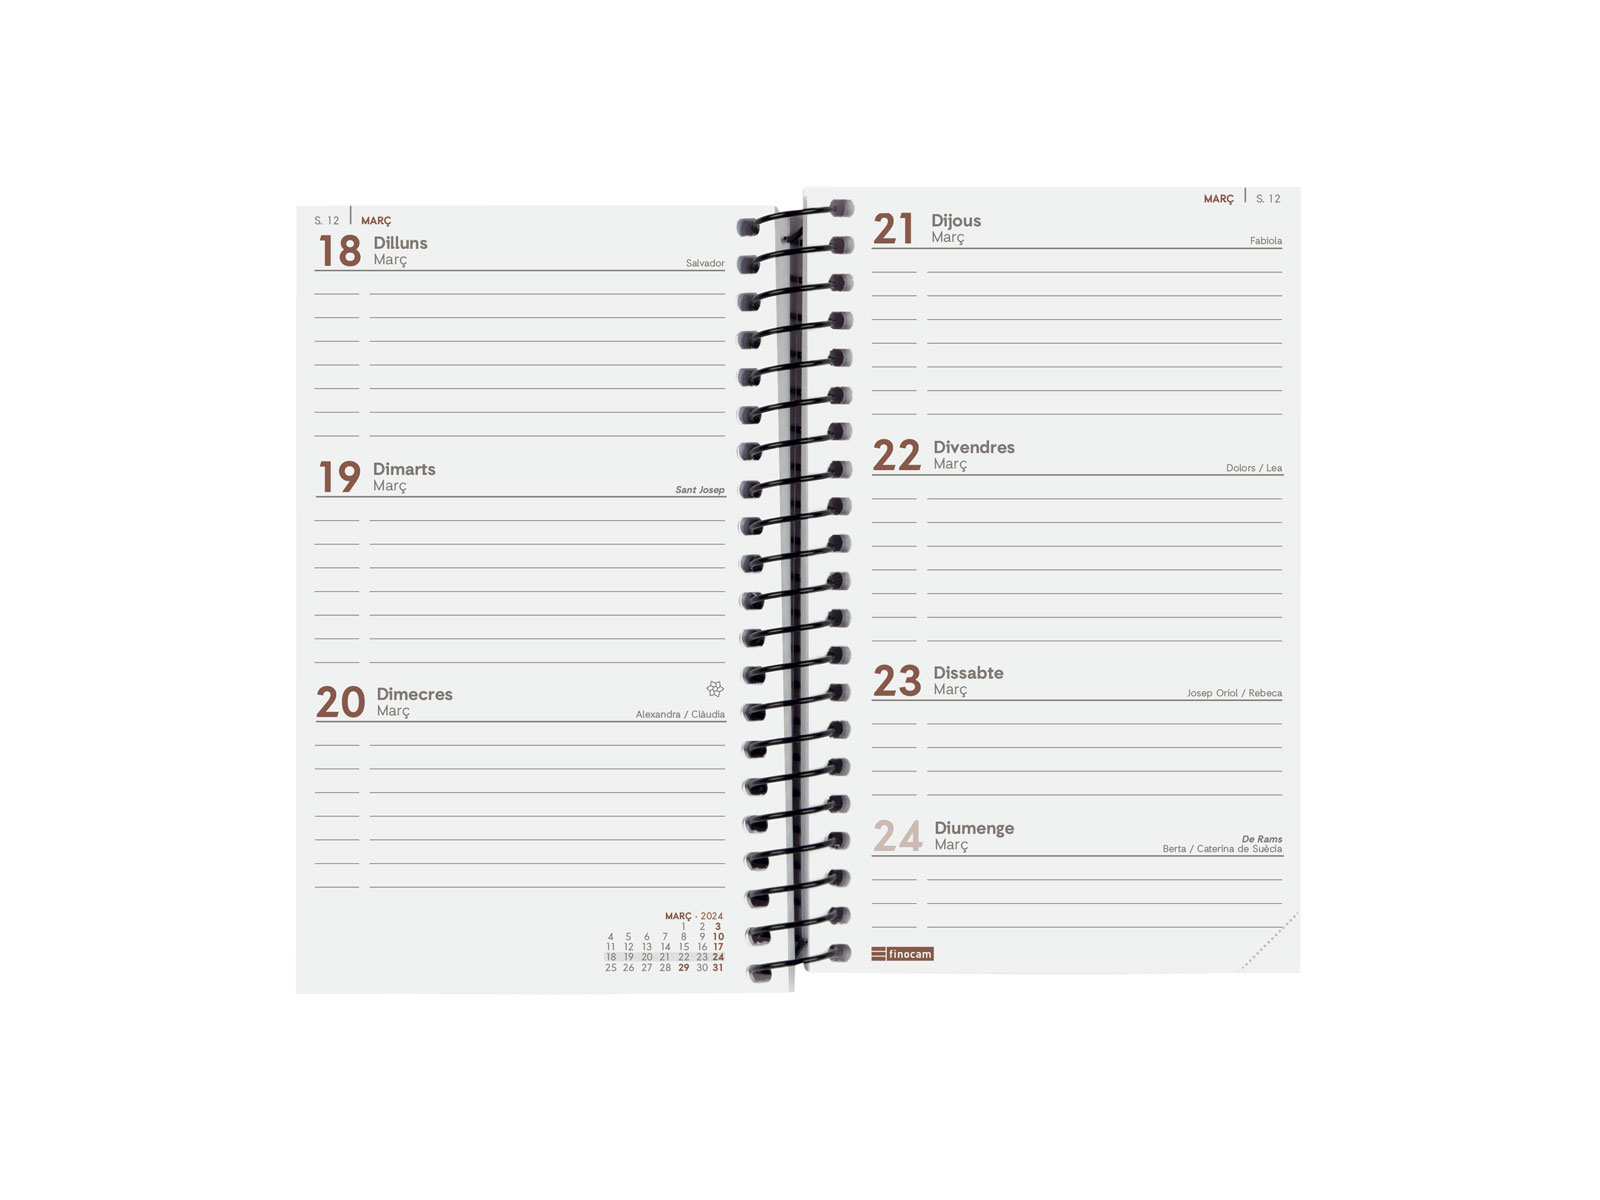 S. 12 MARÇ
18 Dilluns
Març
Salvador
19 Dimarts
Març
Sant Josep
20 Dimecres
Març
Alexandra / Clàudia
MARÇ · 2024
1 2 3
4 5 6 7 8 9 10
11 12 13 14 15 16 17
18 19 20 21 22 23 24
25 26 27 28 29 30 31
MARÇ S. 12
21 Dijous
Març
Fabiola
22 Divendres
Març
Dolors / Lea
23 Dissabte
Març
Josep Oriol / Rebeca
24 Diumenge
Març
De Rams
Berta / Caterina de Suècia
finocam